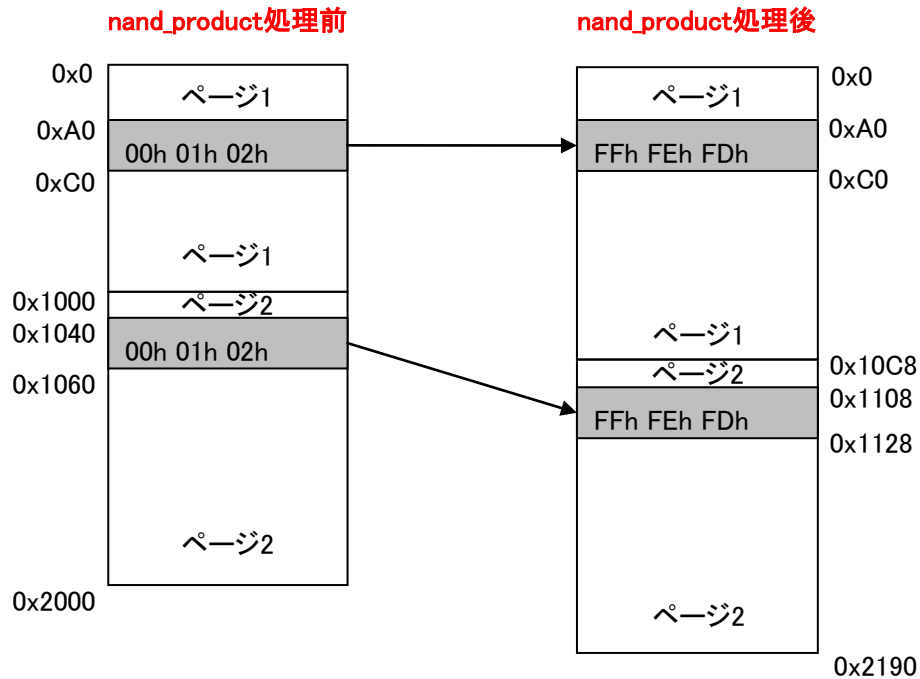 nand_product処理前
0x0
ページ1
0xA0
00h 01h 02h
0xC0
ページ1
0x1000
ページ2
0x1040
00h 01h 02h
0x1060
ページ2
0x2000
nand_product処理後
0x0
ページ1
0xA0
FFh FEh FDh
0xC0
ページ1
0x10C8
ページ2
0x1108
FFh FEh FDh
0x1128
ページ2
0x2190